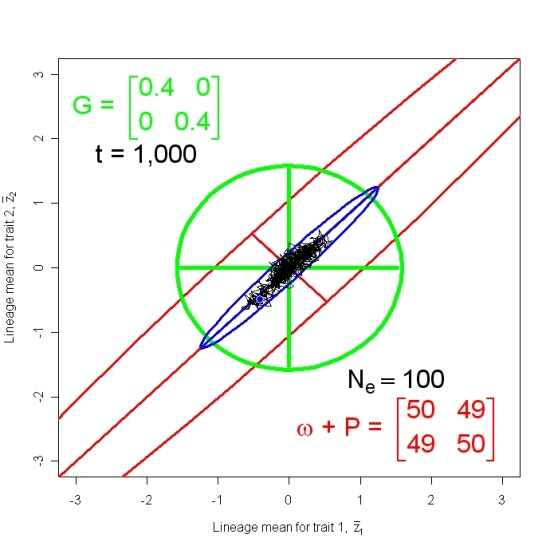 G = [0.4 0
0 0.4]
t = 1,000
Nₑ = 100
ω + P = [50 49
49 50]
3
2
1
0
-1
-2
-3
Lineage mean for trait 2, z̅₂
-3 -2 -1 0 1 2 3
Lineage mean for trait 1, z̅₁